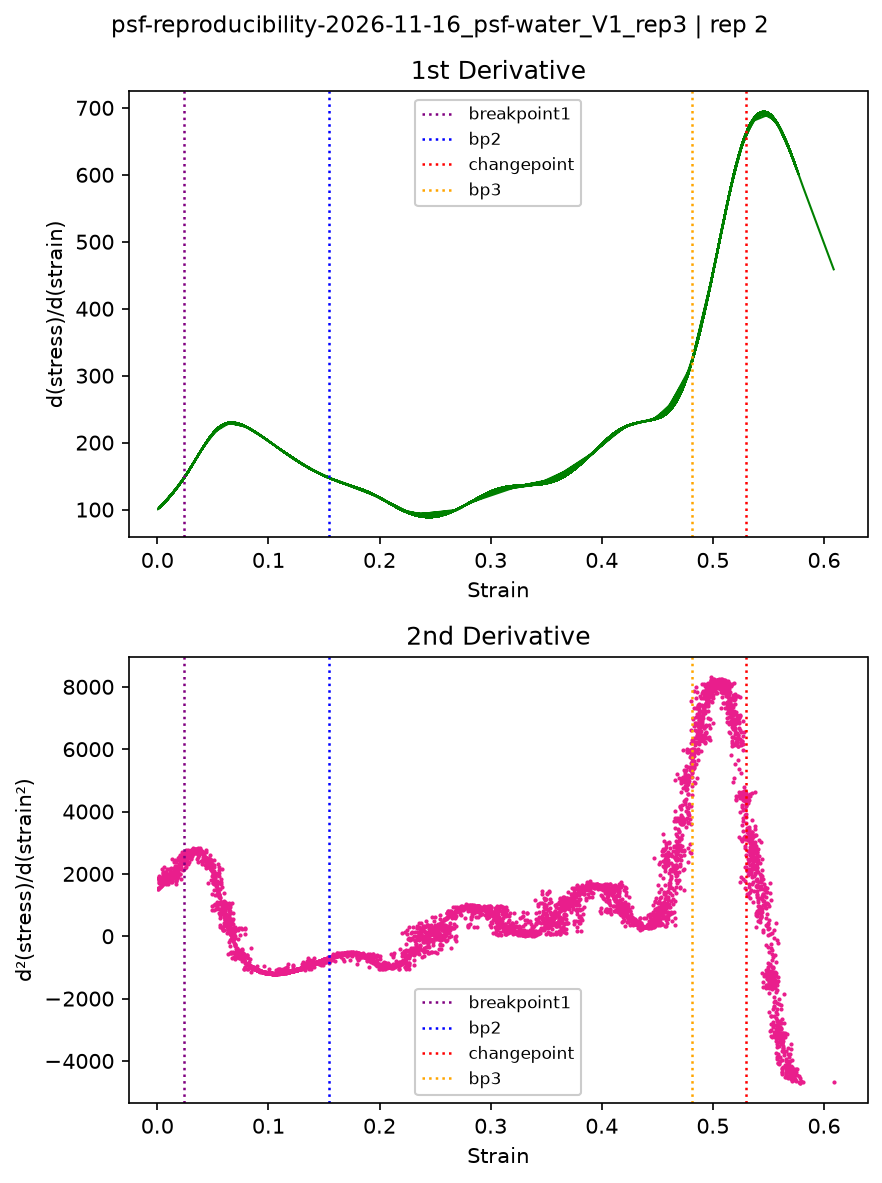 psf-reproducibility-2026-11-16_psf-water_V1_rep3 | rep 2
1st Derivative
breakpoint1
bp2
changepoint
bp3
d(stress)/d(strain)
700
600
500
400
300
200
100
0.0 0.1 0.2 0.3 0.4 0.5 0.6
Strain
2nd Derivative
d²(stress)/d(strain²)
8000
6000
4000
2000
0
−2000
−4000
breakpoint1
bp2
changepoint
bp3
0.0 0.1 0.2 0.3 0.4 0.5 0.6
Strain